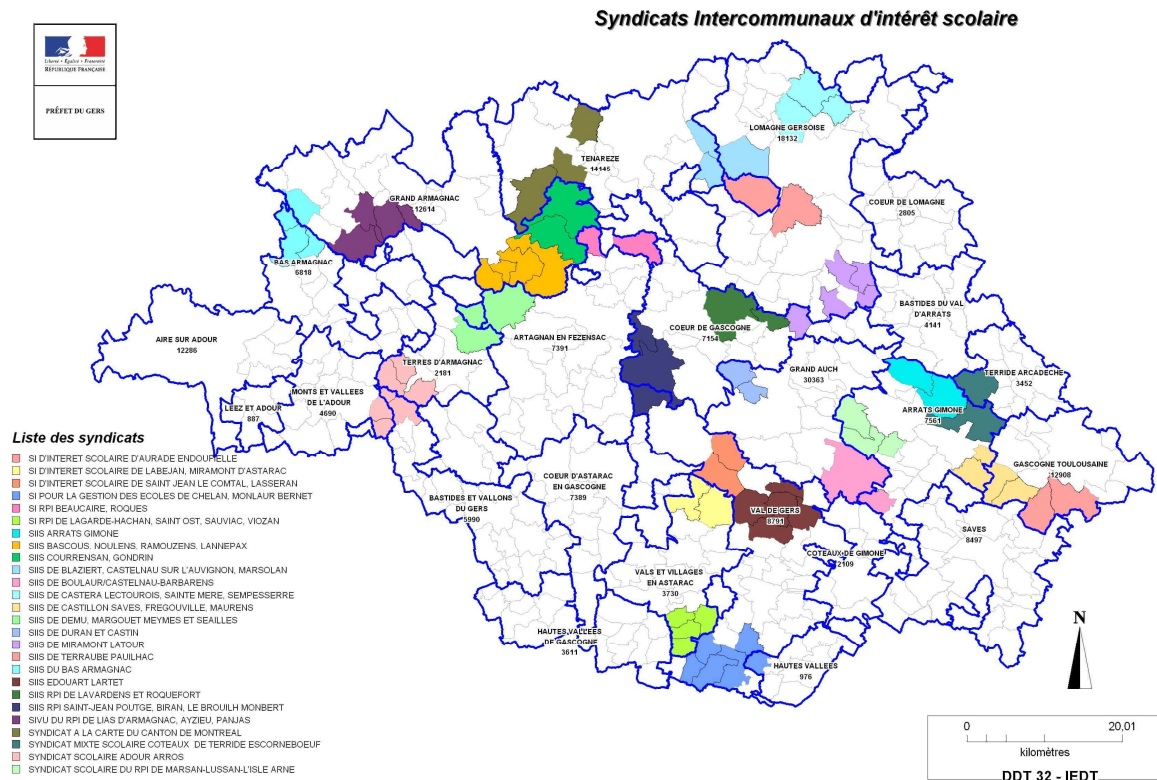 Syndicats Intercommunaux d'intérêt scolaire
Liberté • Égalité • Fraternité
RÉPUBLIQUE FRANÇAISE
PRÉFET DU GERS
LOMAGNE GERSOISE
18132
TENAREZE
14145
GRAND ARMAGNAC
12614
COEUR DE LOMAGNE
2805
BAS ARMAGNAC
6818
BASTIDES DU VAL
D'ARRATS
4141
AIRE SUR ADOUR
12286
ARTAGNAN EN FEZENSAC
7391
COEUR DE GASCOGNE
7154
TERRES D'ARMAGNAC
2181
GRAND AUCH
30363
TERRIDE ARCADECHE
3452
MONTS ET VALLEES
DE L'ADOUR
4690
LEEZ ET ADOUR
887
ARRATS GIMONE
7561
GASCOGNE TOULOUSAINE
12908
COEUR D'ASTARAC
EN GASCOGNE
7389
BASTIDES ET VALLONS
DU GERS
5990
VAL DE GERS
8791
SAVES
8497
COTEAUX DE GIMONE
2109
VALS ET VILLAGES
EN ASTARAC
3730
HAUTES VALLEES
DE GASCOGNE
3611
HAUTES VALLEES
976
Liste des syndicats
SI D'INTERET SCOLAIRE D'AURADE ENDOUFIELLE
SI D'INTERET SCOLAIRE DE LABEJAN, MIRAMONT D'ASTARAC
SI D'INTERET SCOLAIRE DE SAINT JEAN LE COMTAL, LASSERAN
SI POUR LA GESTION DES ECOLES DE CHELAN, MONLAUR BERNET
SI RPI BEAUCAIRE, ROQUES
SI RPI DE LAGARDE-HACHAN, SAINT OST, SAUVIAC, VIOZAN
SIIS ARRATS GIMONE
SIIS BASCOUS, NOULENS, RAMOUZENS, LANNEPAX
SIIS COURRENSAN, GONDRIN
SIIS DE BLAZIERT, CASTELNAU SUR L'AUVIGNON, MARSOLAN
SIIS DE BOULAUR/CASTELNAU-BARBARENS
SIIS DE CASTERA LECTOUROIS, SAINTE MERE, SEMPESSERRE
SIIS DE CASTILLON SAVES, FREGOUVILLE, MAURENS
SIIS DE DEMU, MARGOUET MEYMES ET SEAILLES
SIIS DE DURAN ET CASTIN
SIIS DE MIRAMONT LATOUR
SIIS DE TERRAUBE PAUILHAC
SIIS DU BAS ARMAGNAC
SIIS EDOUART LARTET
SIIS RPI DE LAVARDENS ET ROQUEFORT
SIIS RPI SAINT-JEAN POUTGE, BIRAN, LE BROUILH MONBERT
SIVU DU RPI DE LIAS D'ARMAGNAC, AYZIEU, PANJAS
SYNDICAT A LA CARTE DU CANTON DE MONTREAL
SYNDICAT MIXTE SCOLAIRE COTEAUX DE TERRIDE ESCORNEBOEUF
SYNDICAT SCOLAIRE ADOUR ARROS
SYNDICAT SCOLAIRE DU RPI DE MARSAN-LUSSAN-L'ISLE ARNE
N
0 20,01
kilomètres
DDT 32 - IEDT